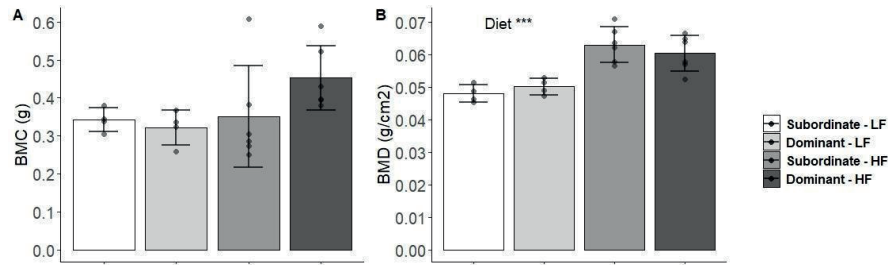 A
BMC (g)
0.6
0.5
0.4
0.3
0.2
0.1
0.0
B
Diet ***
BMD (g/cm2)
0.07
0.06
0.05
0.04
0.03
0.02
0.01
0.00
Subordinate - LF
Dominant - LF
Subordinate - HF
Dominant - HF